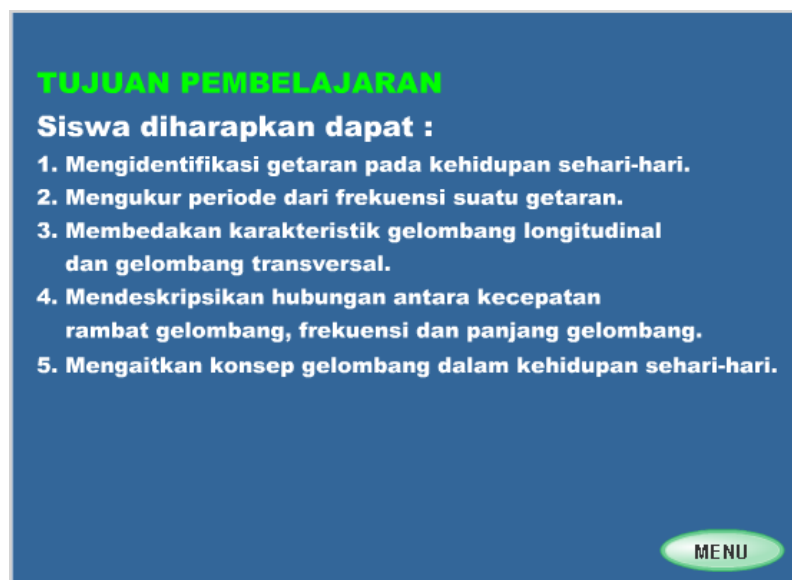 TUJUAN PEMBELAJARAN
Siswa diharapkan dapat :
1. Mengidentifikasi getaran pada kehidupan sehari-hari.
2. Mengukur periode dari frekuensi suatu getaran.
3. Membedakan karakteristik gelombang longitudinal
dan gelombang transversal.
4. Mendeskripsikan hubungan antara kecepatan
rambat gelombang, frekuensi dan panjang gelombang.
5. Mengaitkan konsep gelombang dalam kehidupan sehari-hari.
MENU